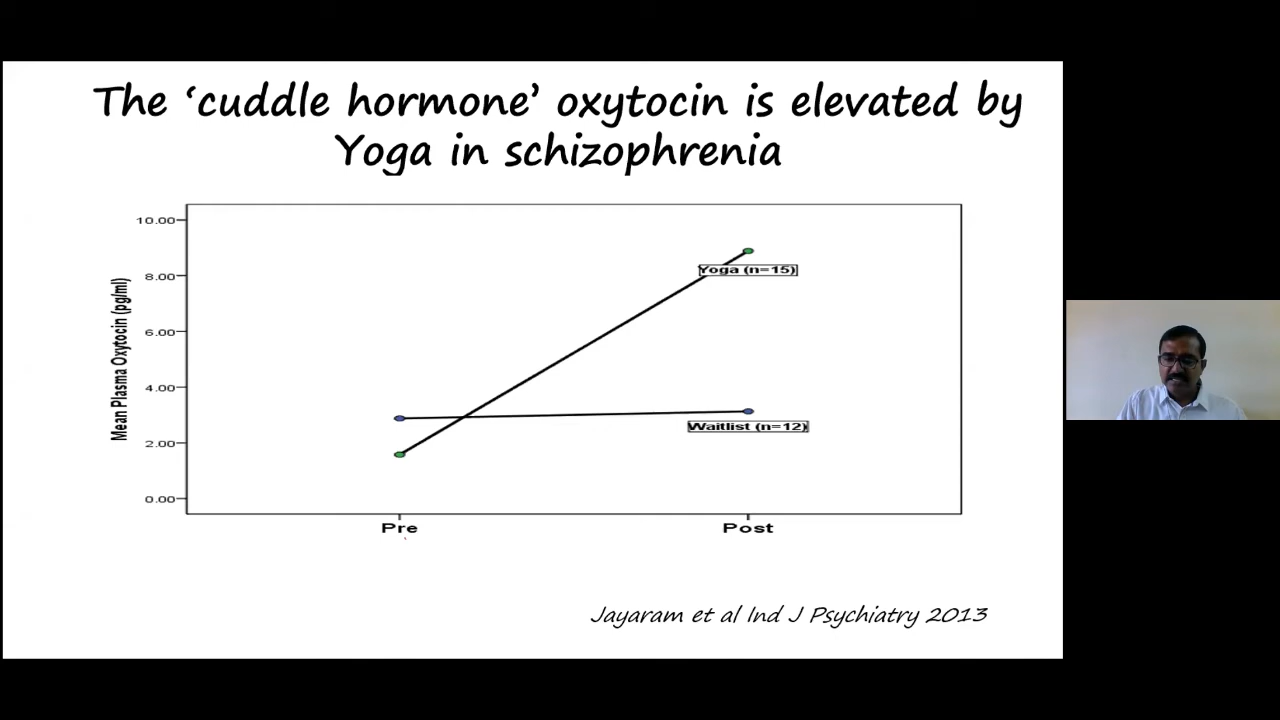 The ‘cuddle hormone’ oxytocin is elevated by
Yoga in schizophrenia
10.00
8.00
6.00
4.00
2.00
0.00
Mean Plasma Oxytocin (pg/ml)
Yoga (n=15)
Waitlist (n=12)
Pre
Post
Jayaram et al Ind J Psychiatry 2013